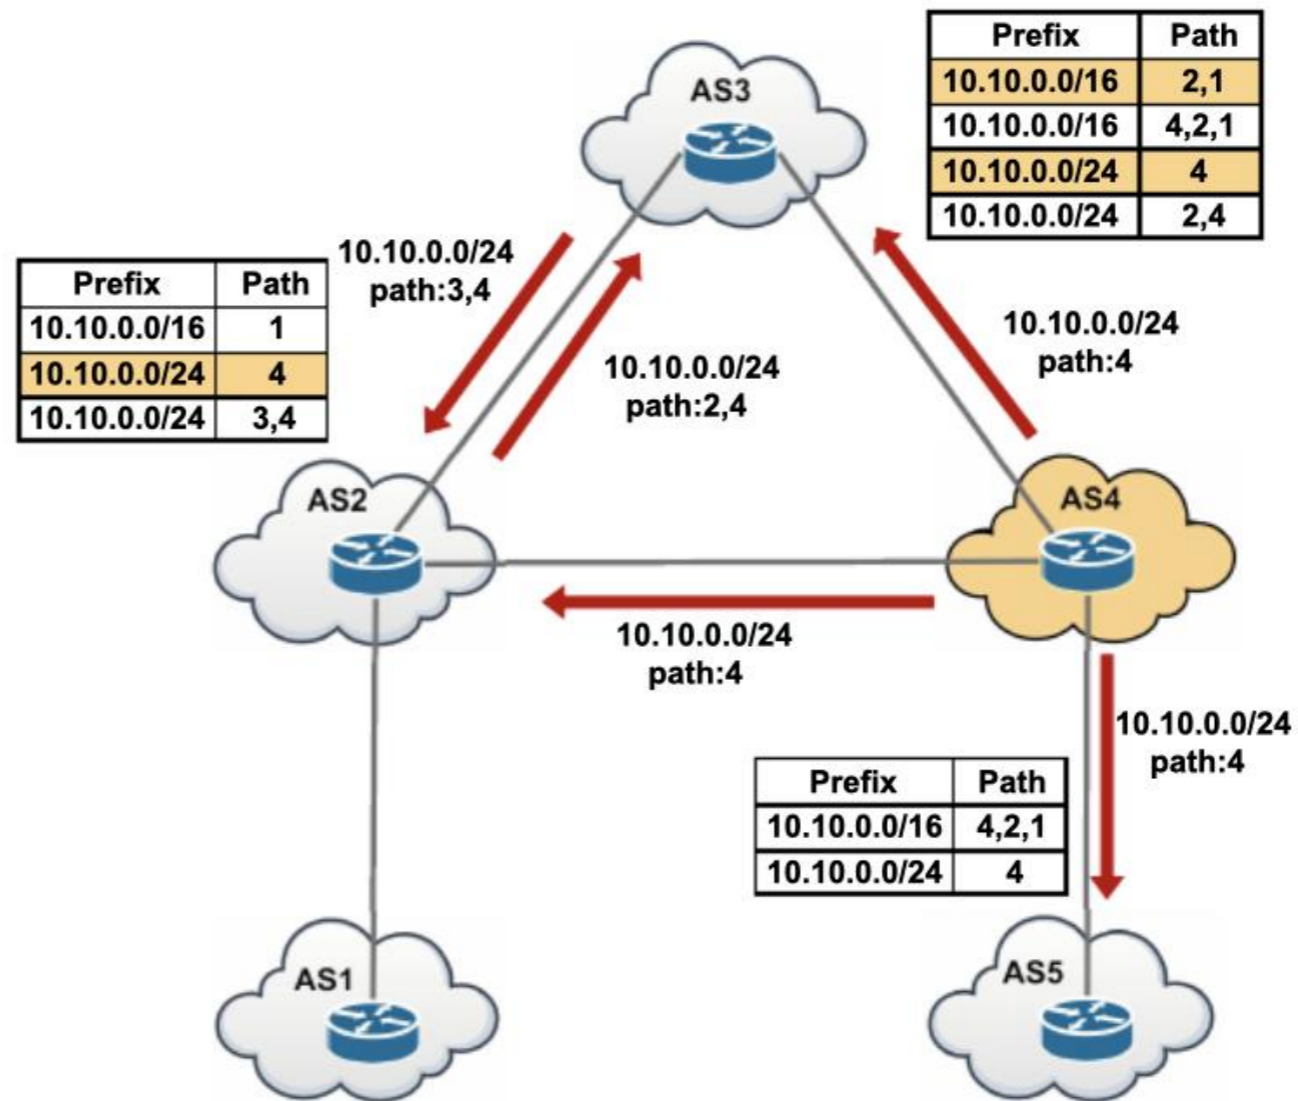 AS3
Prefix Path
10.10.0.0/16 2,1
10.10.0.0/16 4,2,1
10.10.0.0/24 4
10.10.0.0/24 2,4
10.10.0.0/24
path:3,4
Prefix Path
10.10.0.0/16 1
10.10.0.0/24 4
10.10.0.0/24 3,4
10.10.0.0/24
path:2,4
10.10.0.0/24
path:4
AS2
AS4
10.10.0.0/24
path:4
10.10.0.0/24
path:4
Prefix Path
10.10.0.0/16 4,2,1
10.10.0.0/24 4
AS1
AS5